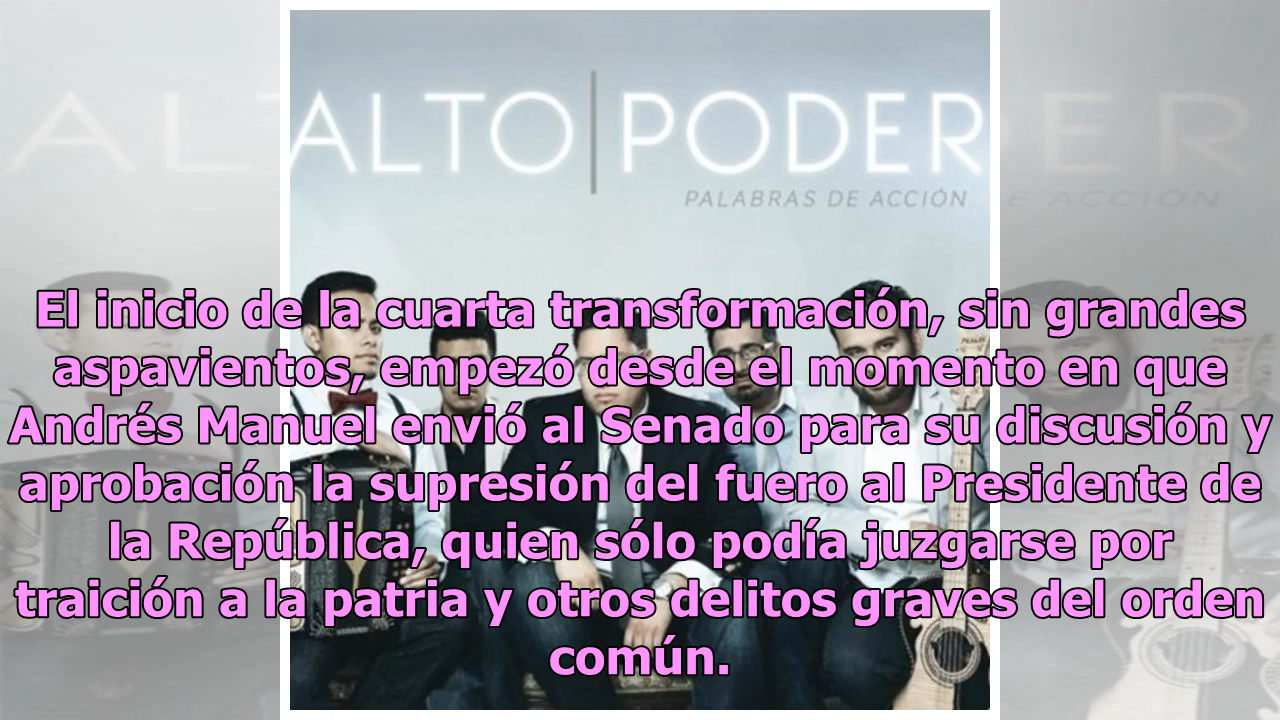 ALTO | PODER
PALABRAS DE ACCIÓN
El inicio de la cuarta transformación, sin grandes
aspavientos, empezó desde el momento en que
Andrés Manuel envió al Senado para su discusión y
aprobación la supresión del fuero al Presidente de
la República, quien sólo podía juzgarse por
traición a la patria y otros delitos graves del orden
común.